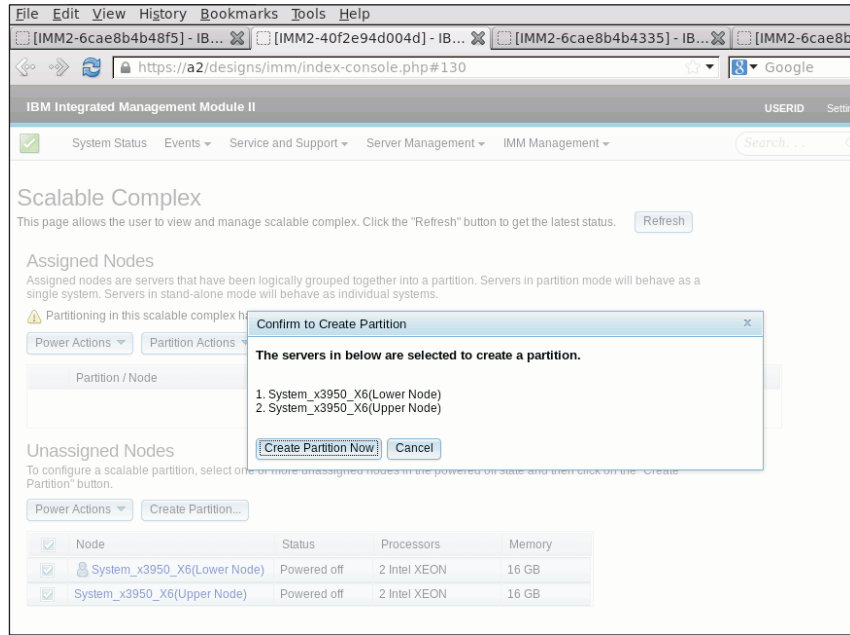 File Edit View History Bookmarks Tools Help
[IMM2-6cae8b4b48f5] - IB... [IMM2-40f2e94d004d] - IB... [IMM2-6cae8b4b4335] - IB... [IMM2-6cae8b
https://a2/designs/imm/index-console.php#130 Google
IBM Integrated Management Module II USERID Settin
System Status Events Service and Support Server Management IMM Management Search. . .
Scalable Complex
This page allows the user to view and manage scalable complex. Click the "Refresh" button to get the latest status. Refresh
Assigned Nodes
Assigned nodes are servers that have been logically grouped together into a partition. Servers in partition mode will behave as a
single system. Servers in stand-alone mode will behave as individual systems.
Partitioning in this scalable complex ha
Confirm to Create Partition x
Power Actions Partition Actions
The servers in below are selected to create a partition.
Partition / Node
1. System_x3950_X6(Lower Node)
2. System_x3950_X6(Upper Node)
Create Partition Now Cancel
Unassigned Nodes
To configure a scalable partition, select one or more unassigned nodes in the powered off state and then click on the "Create
Partition" button.
Power Actions Create Partition...
Node Status Processors Memory
System_x3950_X6(Lower Node) Powered off 2 Intel XEON 16 GB
System_x3950_X6(Upper Node) Powered off 2 Intel XEON 16 GB